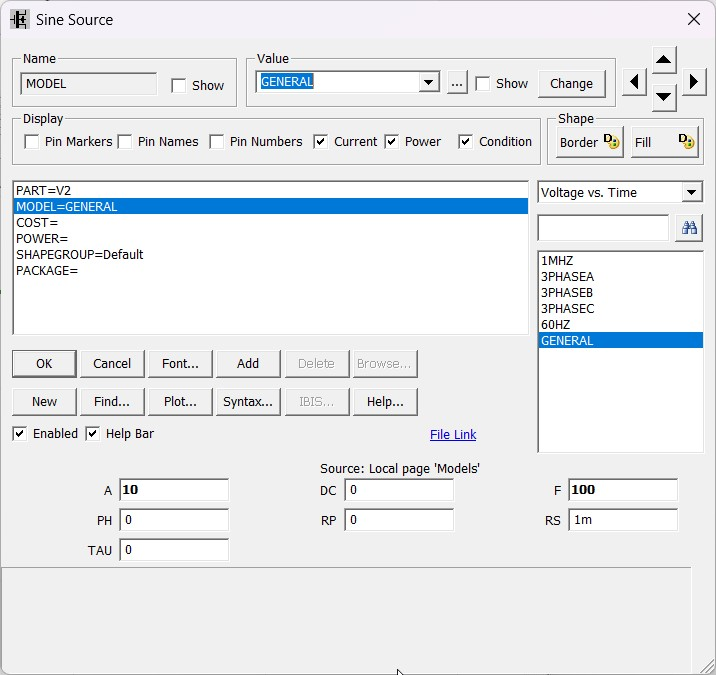 Sine Source
Name
MODEL
Show
Value
GENERAL
...
Show
Change
Display
Pin Markers
Pin Names
Pin Numbers
Current
Power
Condition
Shape
Border
Fill
PART=V2
MODEL=GENERAL
COST=
POWER=
SHAPEGROUP=Default
PACKAGE=
Voltage vs. Time
1MHZ
3PHASEA
3PHASEB
3PHASEC
60HZ
GENERAL
OK
Cancel
Font...
Add
Delete
Browse...
New
Find...
Plot...
Syntax...
IBIS...
Help...
Enabled
Help Bar
File Link
Source: Local page 'Models'
A 10
DC 0
F 100
PH 0
RP 0
RS 1m
TAU 0